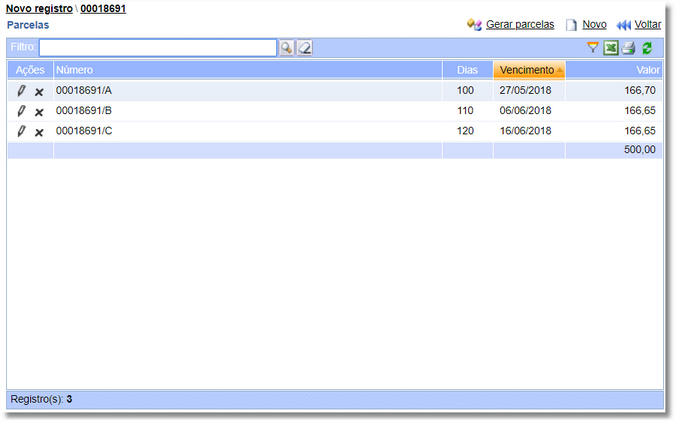 Novo registro \ 00018691
Parcelas Gerar parcelas Novo Voltar
Filtro:
Ações Número Dias Vencimento Valor
00018691/A 100 27/05/2018 166,70
00018691/B 110 06/06/2018 166,65
00018691/C 120 16/06/2018 166,65
500,00
Registro(s): 3